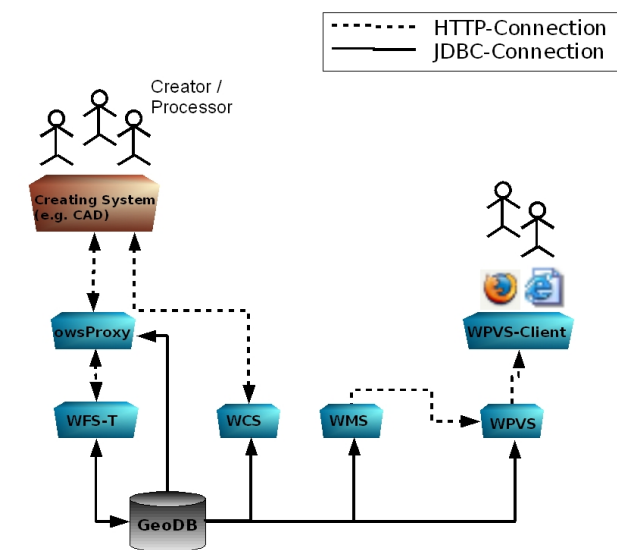 HTTP-Connection
JDBC-Connection
Creator /
Processor
Creating System
(e.g. CAD)
owsProxy
WPVS-Client
WFS-T
WCS
WMS
WPVS
GeoDB